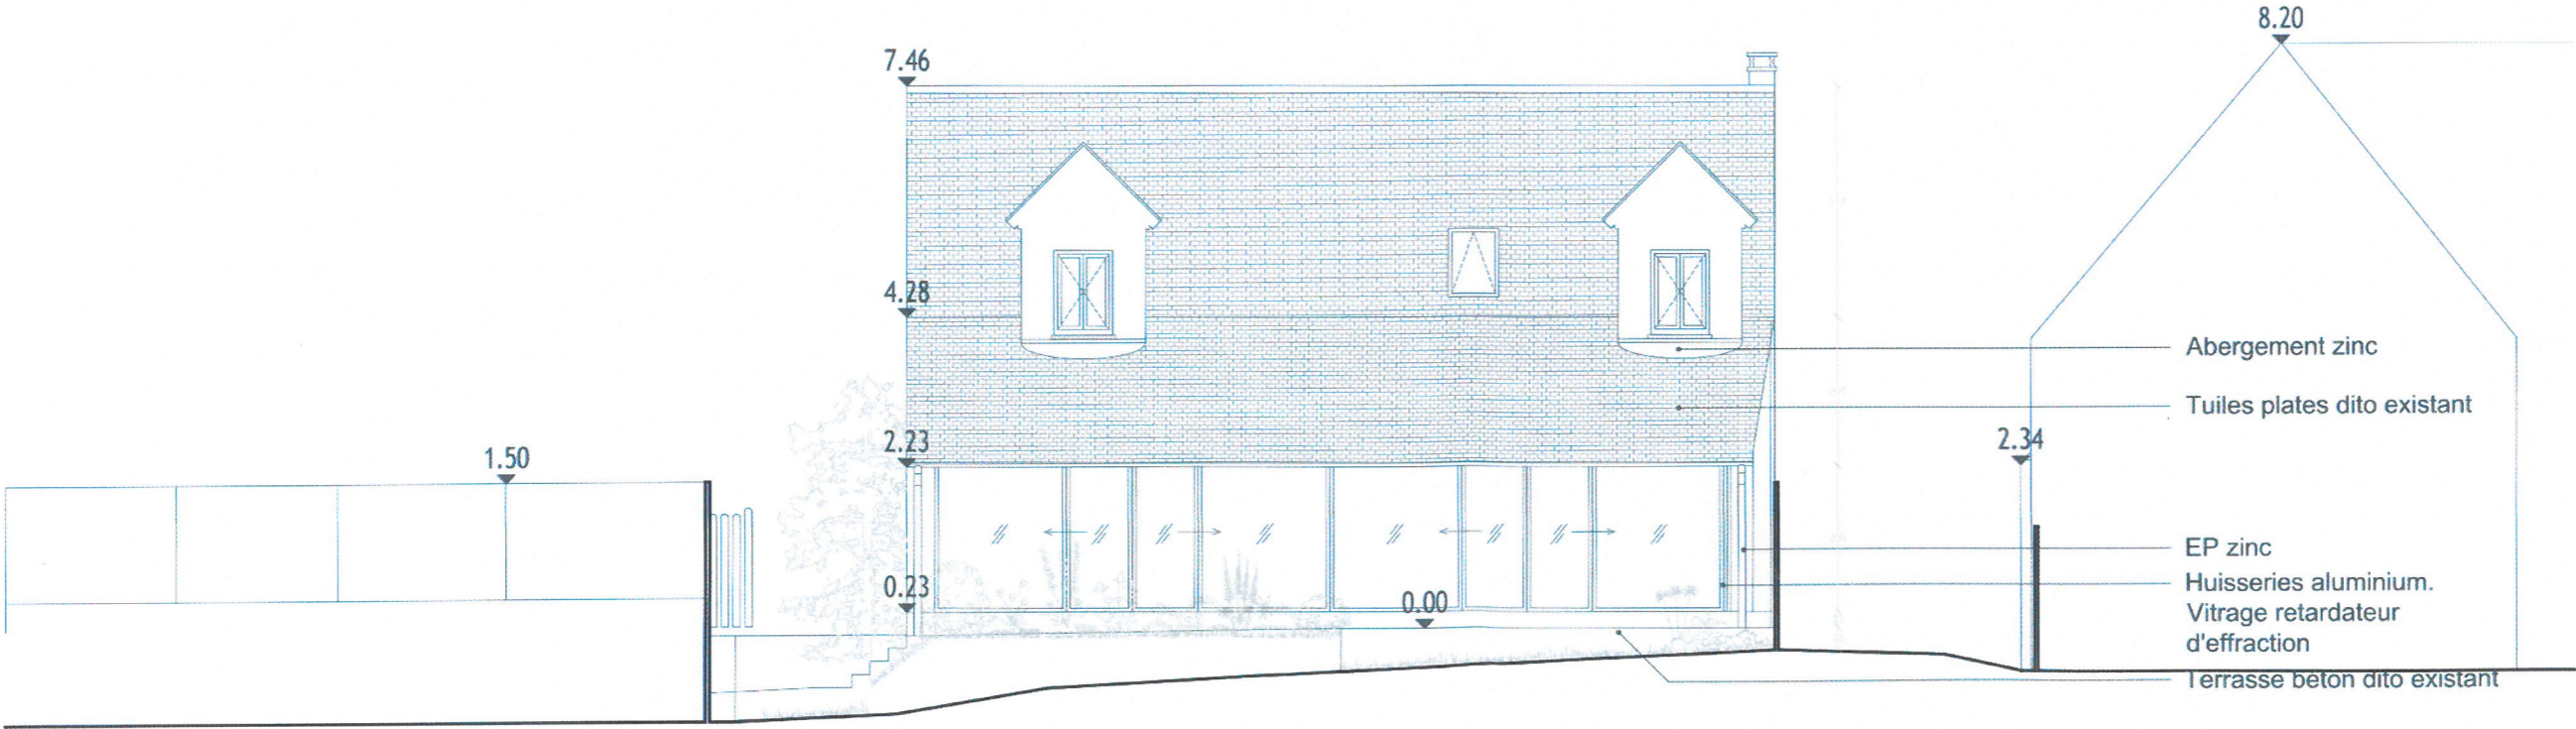 8.20
7.46
4.28
Abergement zinc
Tuiles plates dito existant
2.23
2.34
1.50
EP zinc
Huisseries aluminium.
0.23
0.00
Vitrage retardateur
d'effraction
Terrasse béton dito existant